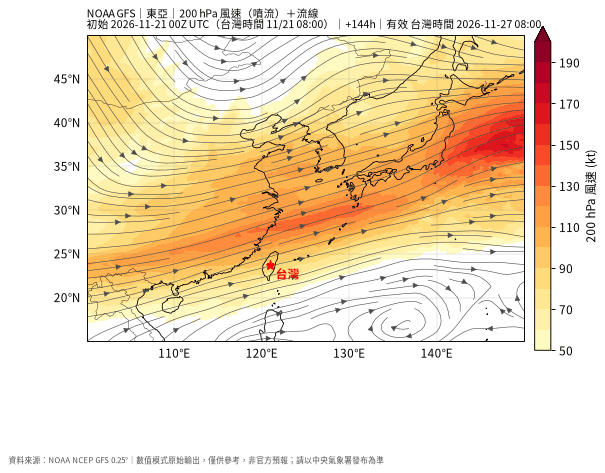 NOAA GFS｜東亞｜200 hPa 風速（噴流）＋流線
初始 2026-11-21 00Z UTC（台灣時間 11/21 08:00）｜+144h｜有效 台灣時間 2026-11-27 08:00
45°N
40°N
35°N
30°N
25°N
20°N
110°E
120°E
130°E
140°E
台灣
190
170
150
130
110
90
70
50
200 hPa 風速 (kt)
資料來源：NOAA NCEP GFS 0.25°｜數值模式原始輸出，僅供參考，非官方預報；請以中央氣象署發布為準